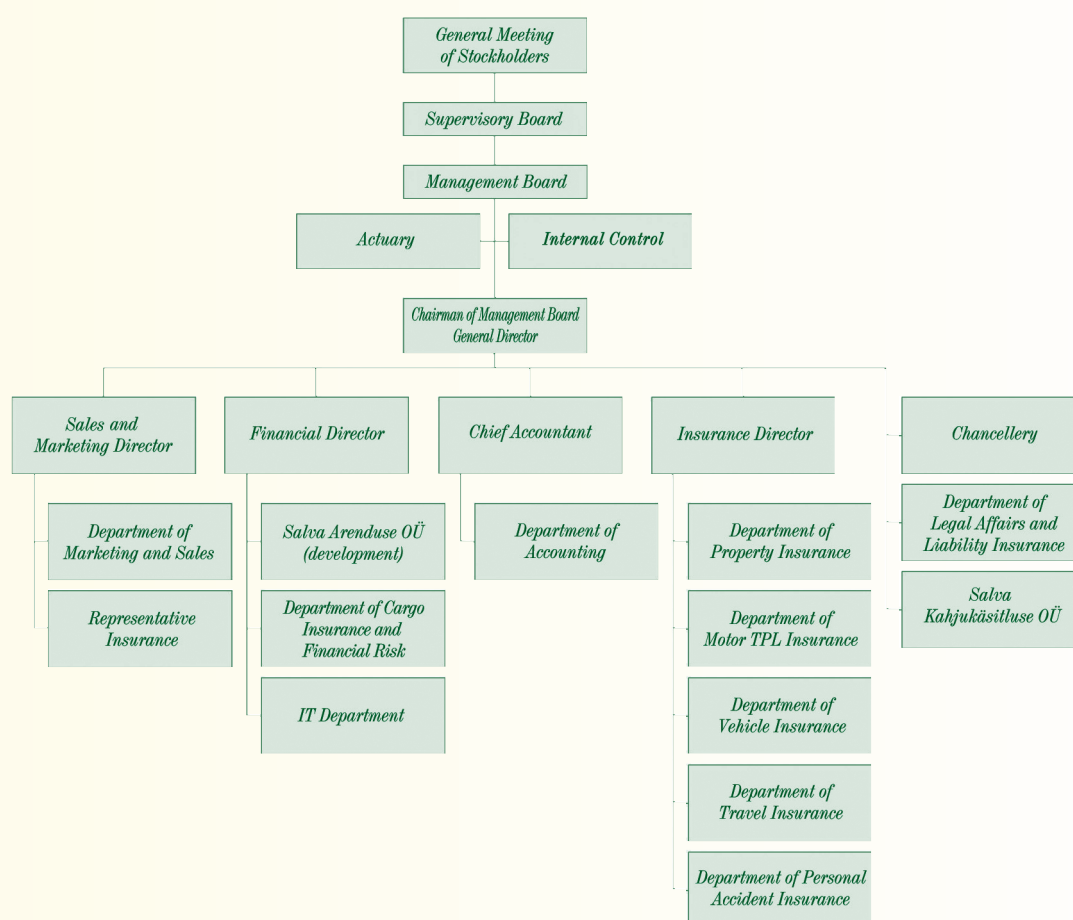 General Meeting
of Stockholders
Supervisory Board
Management Board
Actuary
Internal Control
Chairman of Management Board
General Director
Sales and
Marketing Director
Financial Director
Chief Accountant
Insurance Director
Chancellery
Department of
Marketing and Sales
Representative
Insurance
Salva Arenduse OÜ
(development)
Department of Cargo
Insurance and
Financial Risk
IT Department
Department of
Accounting
Department of
Property Insurance
Department of
Motor TPL Insurance
Department of
Vehicle Insurance
Department of
Travel Insurance
Department of Personal
Accident Insurance
Department of
Legal Affairs and
Liability Insurance
Salva
Kahjukäsitluse OÜ